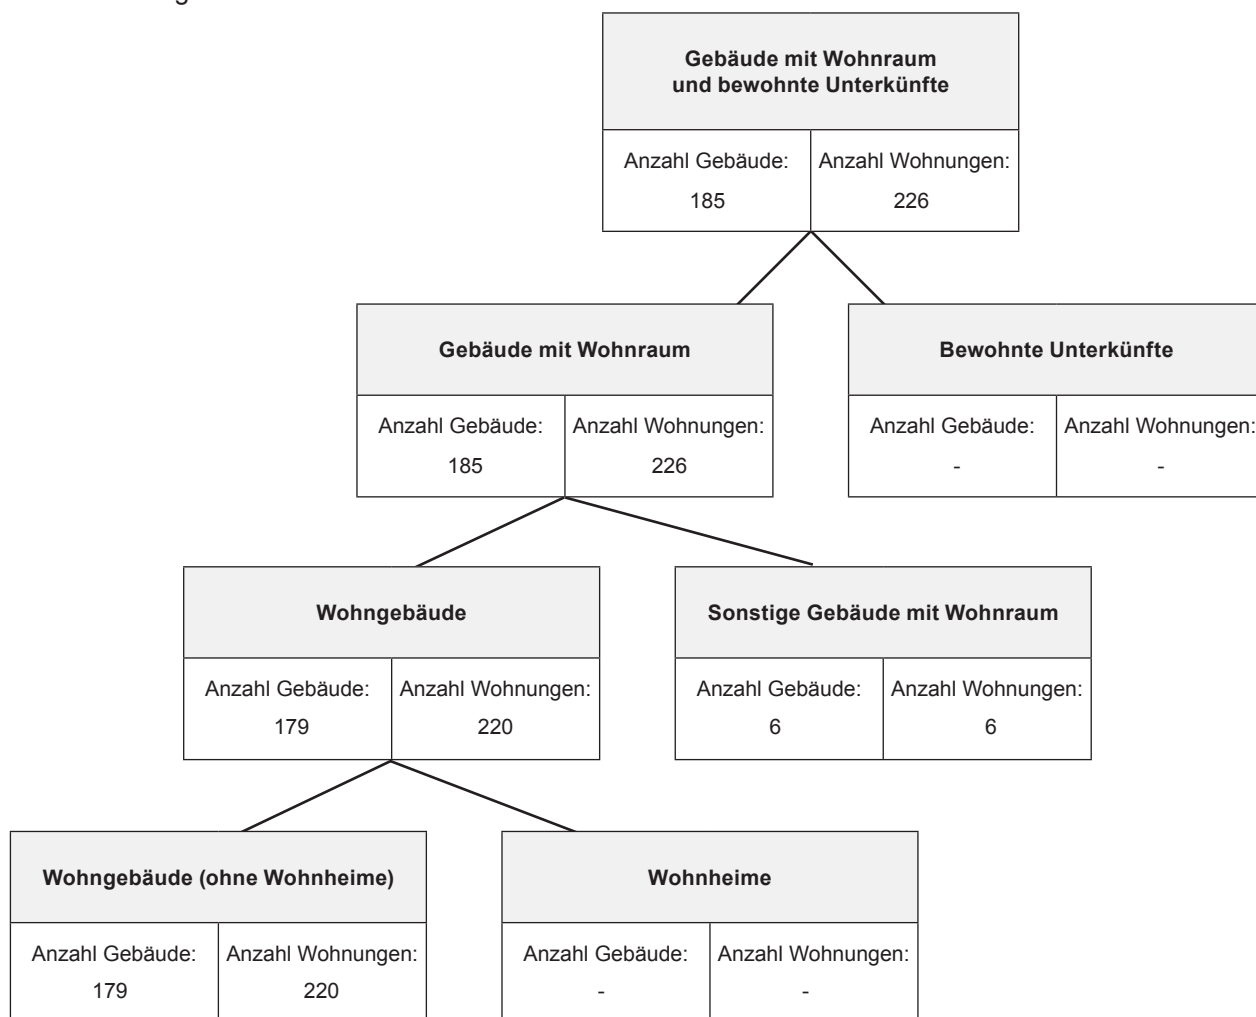 Gebäude mit Wohnraum
und bewohnte Unterkünfte
Anzahl Gebäude: Anzahl Wohnungen:
185 226
Gebäude mit Wohnraum Bewohnte Unterkünfte
Anzahl Gebäude: Anzahl Wohnungen: Anzahl Gebäude: Anzahl Wohnungen:
185 226 - -
Wohngebäude Sonstige Gebäude mit Wohnraum
Anzahl Gebäude: Anzahl Wohnungen: Anzahl Gebäude: Anzahl Wohnungen:
179 220 6 6
Wohngebäude (ohne Wohnheime) Wohnheime
Anzahl Gebäude: Anzahl Wohnungen: Anzahl Gebäude: Anzahl Wohnungen:
179 220 - -